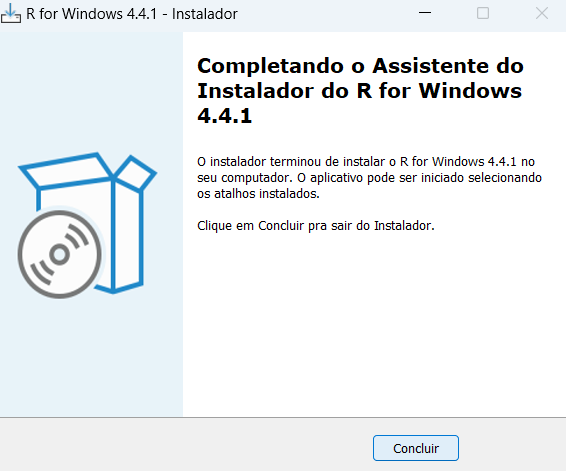 R for Windows 4.4.1 - Instalador
Completando o Assistente do
Instalador do R for Windows
4.4.1
O instalador terminou de instalar o R for Windows 4.4.1 no
seu computador. O aplicativo pode ser iniciado selecionando
os atalhos instalados.
Clique em Concluir pra sair do Instalador.
Concluir